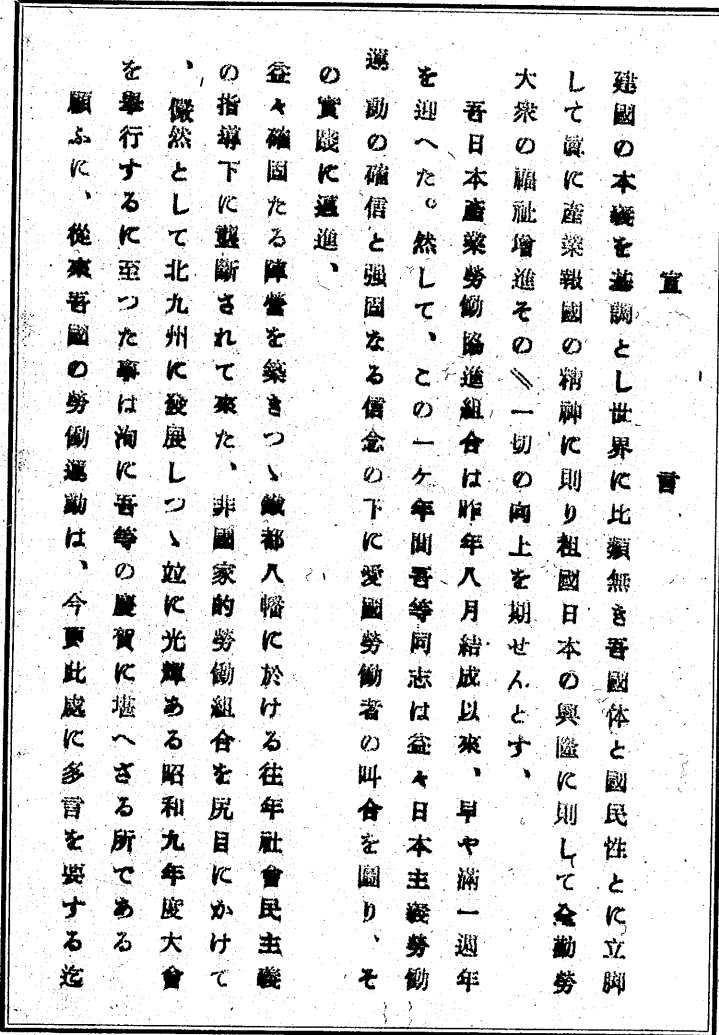 宣言
建國の本義を基調とし世界に比類無き吾國体と國民性とに立脚
して眞に產業報國の精神に則り祖國日本の興隆に則して全勤勞
大衆の福祉增進その〳〵一切の向上を期せんとす、
吾日本產業勞働協進組合は昨年八月結成以來、早や滿一週年
を迎へた。然して、この一ケ年間吾等同志は益々日本主義勞働
運動の確信と强固なる信念の下に愛國勞働者の叫合を圖り、そ
の實踐に邁進、
益々確固たる陣營を築きつゝ鐵都八幡に於ける往年社會民主義
の指導下に壟斷されて來た、非國家的勞働組合を尻目にかけて
、儼然として北九州に發展しつゝ玆に光輝ある昭和九年度大會
を擧行するに至つた事は洵に吾等の慶賀に堪へざる所である
願ふに、從來吾國の勞働運動は、今更此處に多言を要する迄